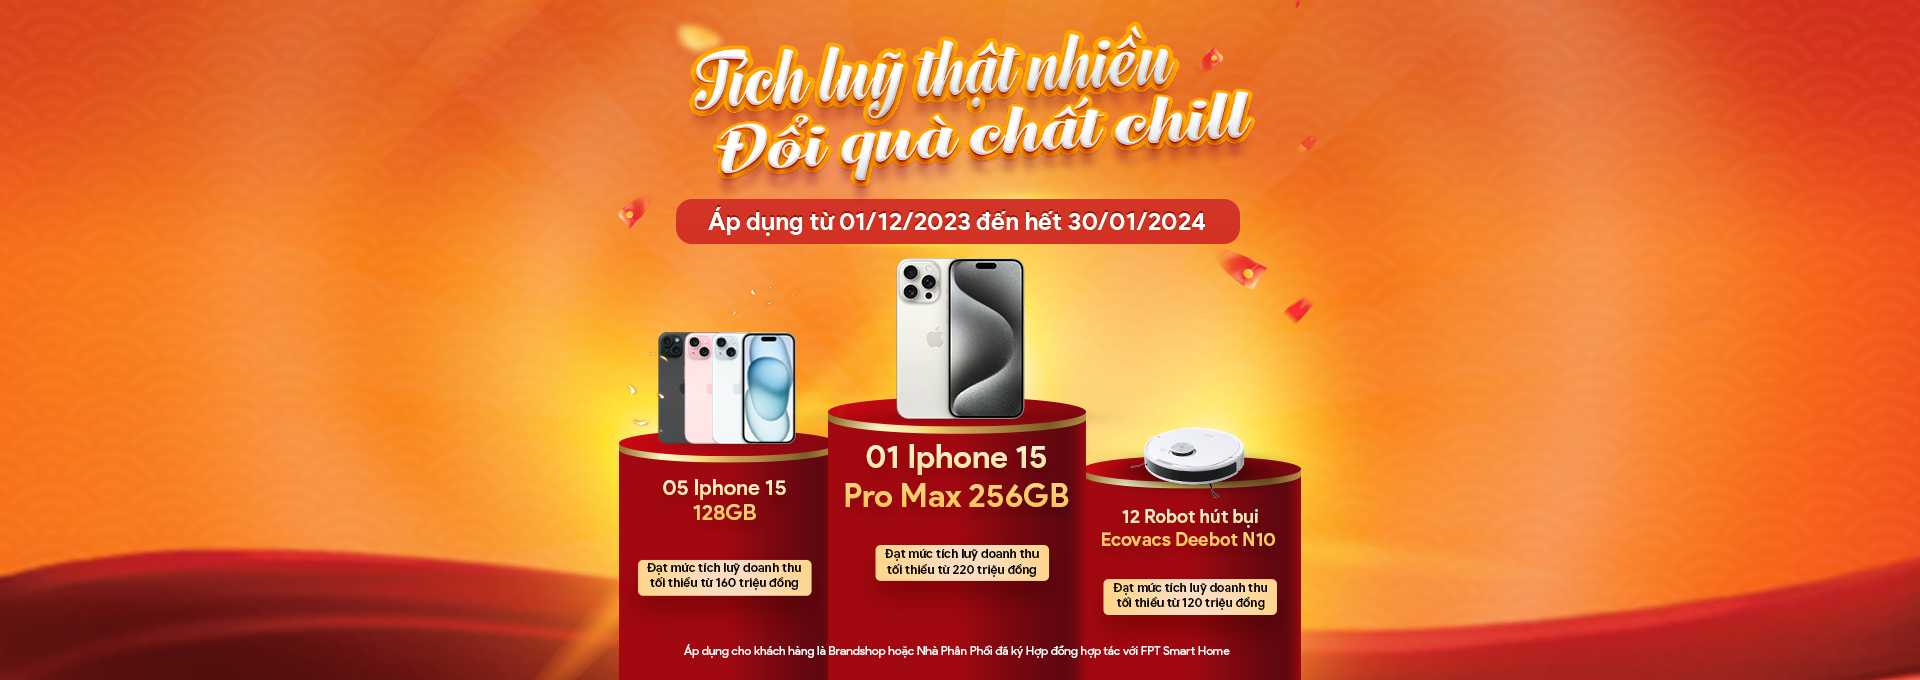 Tích luỹ thật nhiều
Đổi quà chất chill
Áp dụng từ 01/12/2023 đến hết 30/01/2024
05 Iphone 15
128GB
Đạt mức tích luỹ doanh thu
tối thiểu từ 160 triệu đồng
01 Iphone 15
Pro Max 256GB
Đạt mức tích luỹ doanh thu
tối thiểu từ 220 triệu đồng
12 Robot hút bụi
Ecovacs Deebot N10
Đạt mức tích luỹ doanh thu
tối thiểu từ 120 triệu đồng
Áp dụng cho khách hàng là Brandshop hoặc Nhà Phân Phối đã ký Hợp đồng hợp tác với FPT Smart Home